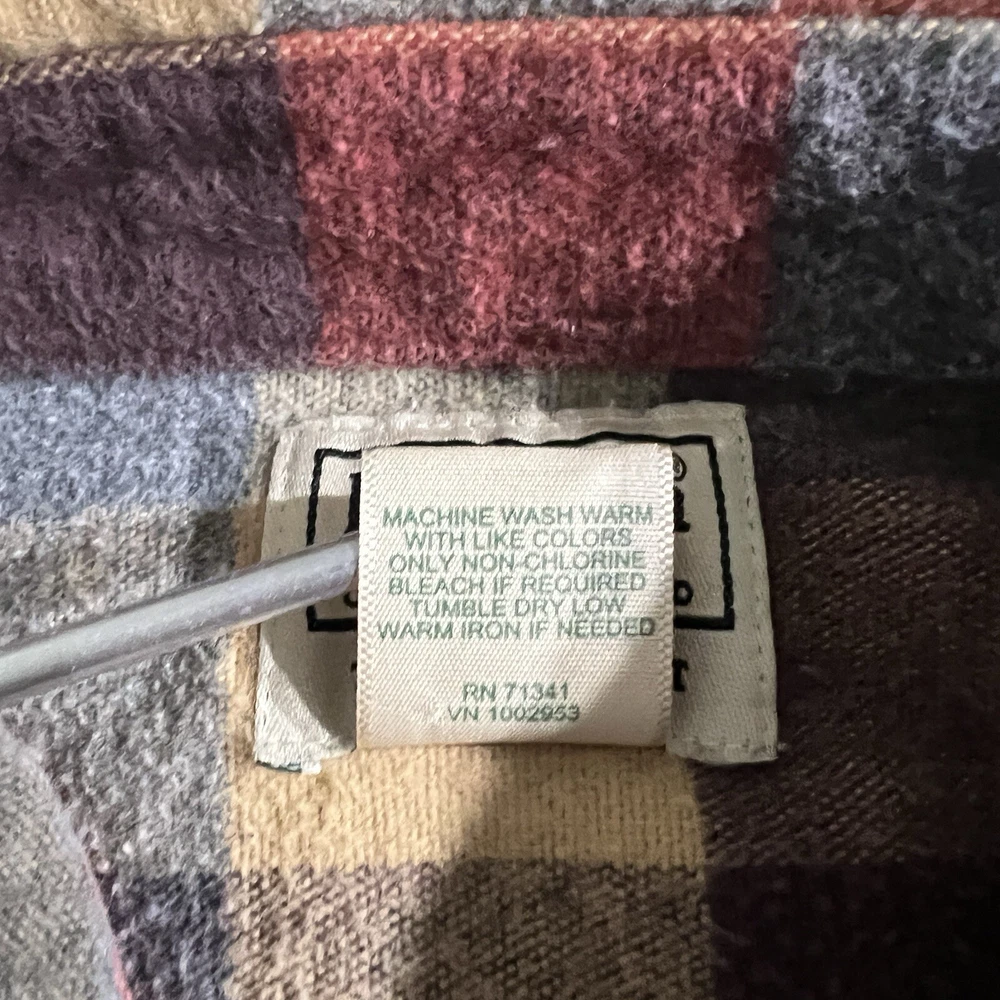 MACHINE WASH WARM
WITH LIKE COLORS
ONLY NON-CHLORINE
BLEACH IF REQUIRED
TUMBLE DRY LOW
WARM IRON IF NEEDED
RN 71341
VN 1002953